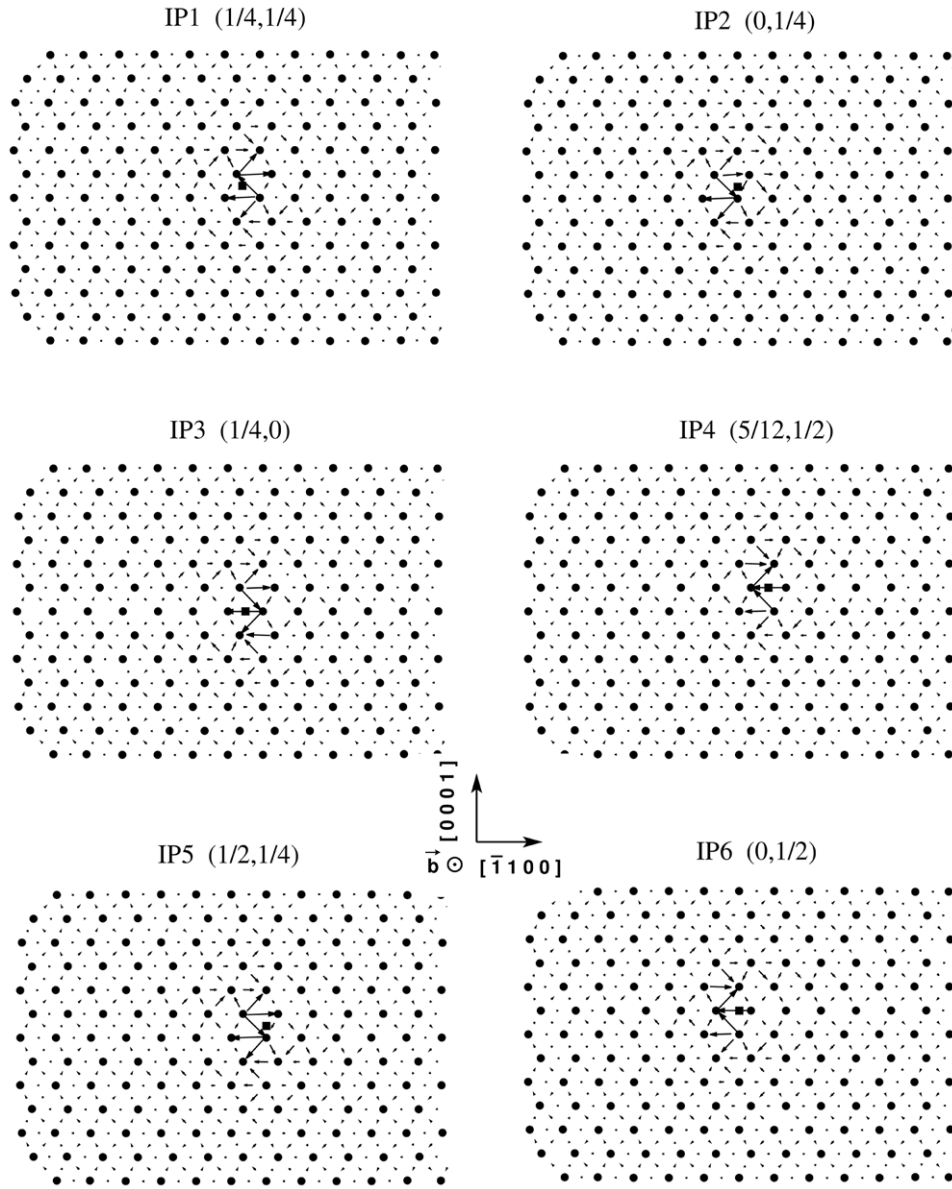 IP1 (1/4,1/4)
IP2 (0,1/4)
IP3 (1/4,0)
IP4 (5/12,1/2)
[0001]
b⃗ ⊙ [1̄100]
IP5 (1/2,1/4)
IP6 (0,1/2)